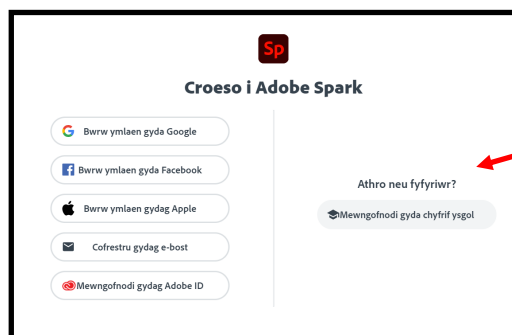 Sp
Croeso i Adobe Spark
Bwrw ymlaen gyda Google
Bwrw ymlaen gyda Facebook
Bwrw ymlaen gydag Apple
Cofrestru gydag e-bost
Mewngofnodi gydag Adobe ID
Athro neu fyfyriwr?
Mewngofnodi gyda chyfrif ysgol